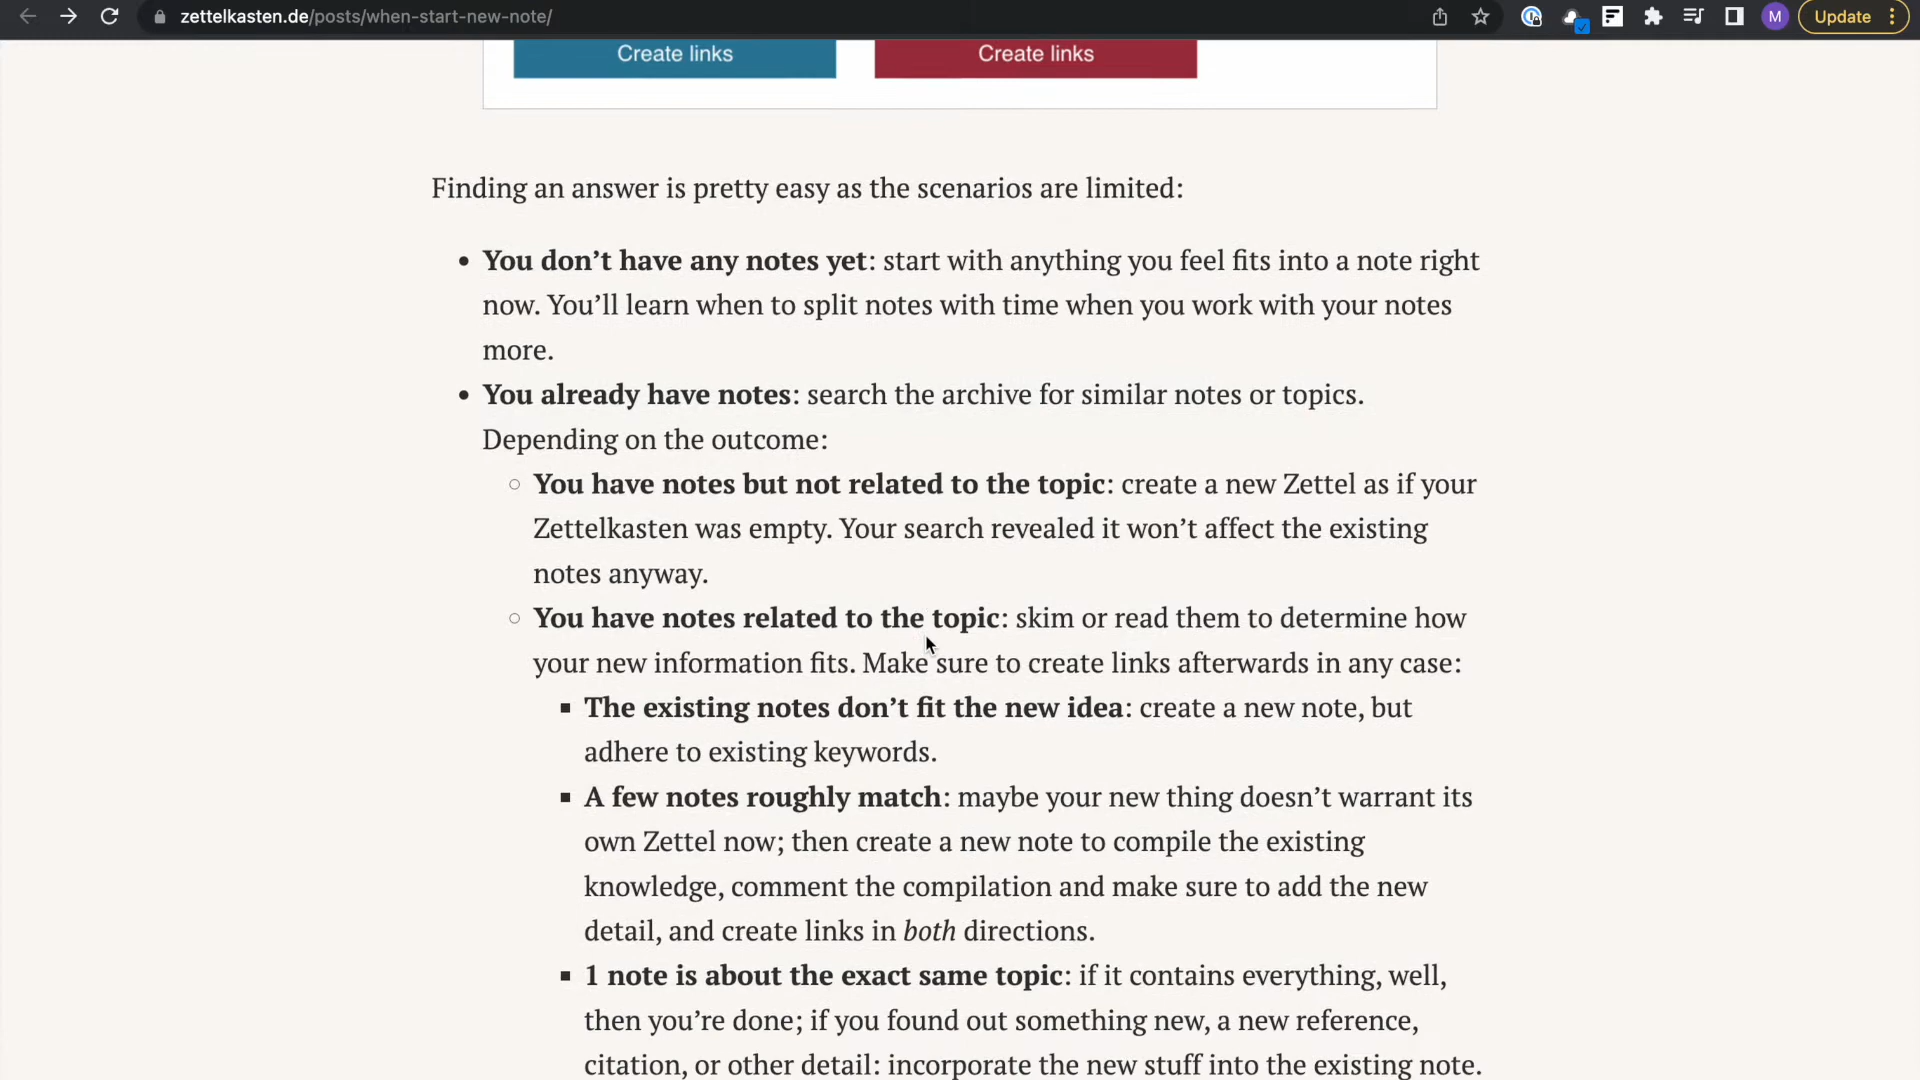 zettelkasten.de/posts/when-start-new-note/
M
Update
Create links
Create links
Finding an answer is pretty easy as the scenarios are limited:
• You don’t have any notes yet: start with anything you feel fits into a note right
now. You’ll learn when to split notes with time when you work with your notes
more.
• You already have notes: search the archive for similar notes or topics.
Depending on the outcome:
○ You have notes but not related to the topic: create a new Zettel as if your
Zettelkasten was empty. Your search revealed it won’t affect the existing
notes anyway.
○ You have notes related to the topic: skim or read them to determine how
your new information fits. Make sure to create links afterwards in any case:
▪ The existing notes don’t fit the new idea: create a new note, but
adhere to existing keywords.
▪ A few notes roughly match: maybe your new thing doesn’t warrant its
own Zettel now; then create a new note to compile the existing
knowledge, comment the compilation and make sure to add the new
detail, and create links in both directions.
▪ 1 note is about the exact same topic: if it contains everything, well,
then you’re done; if you found out something new, a new reference,
citation, or other detail: incorporate the new stuff into the existing note.